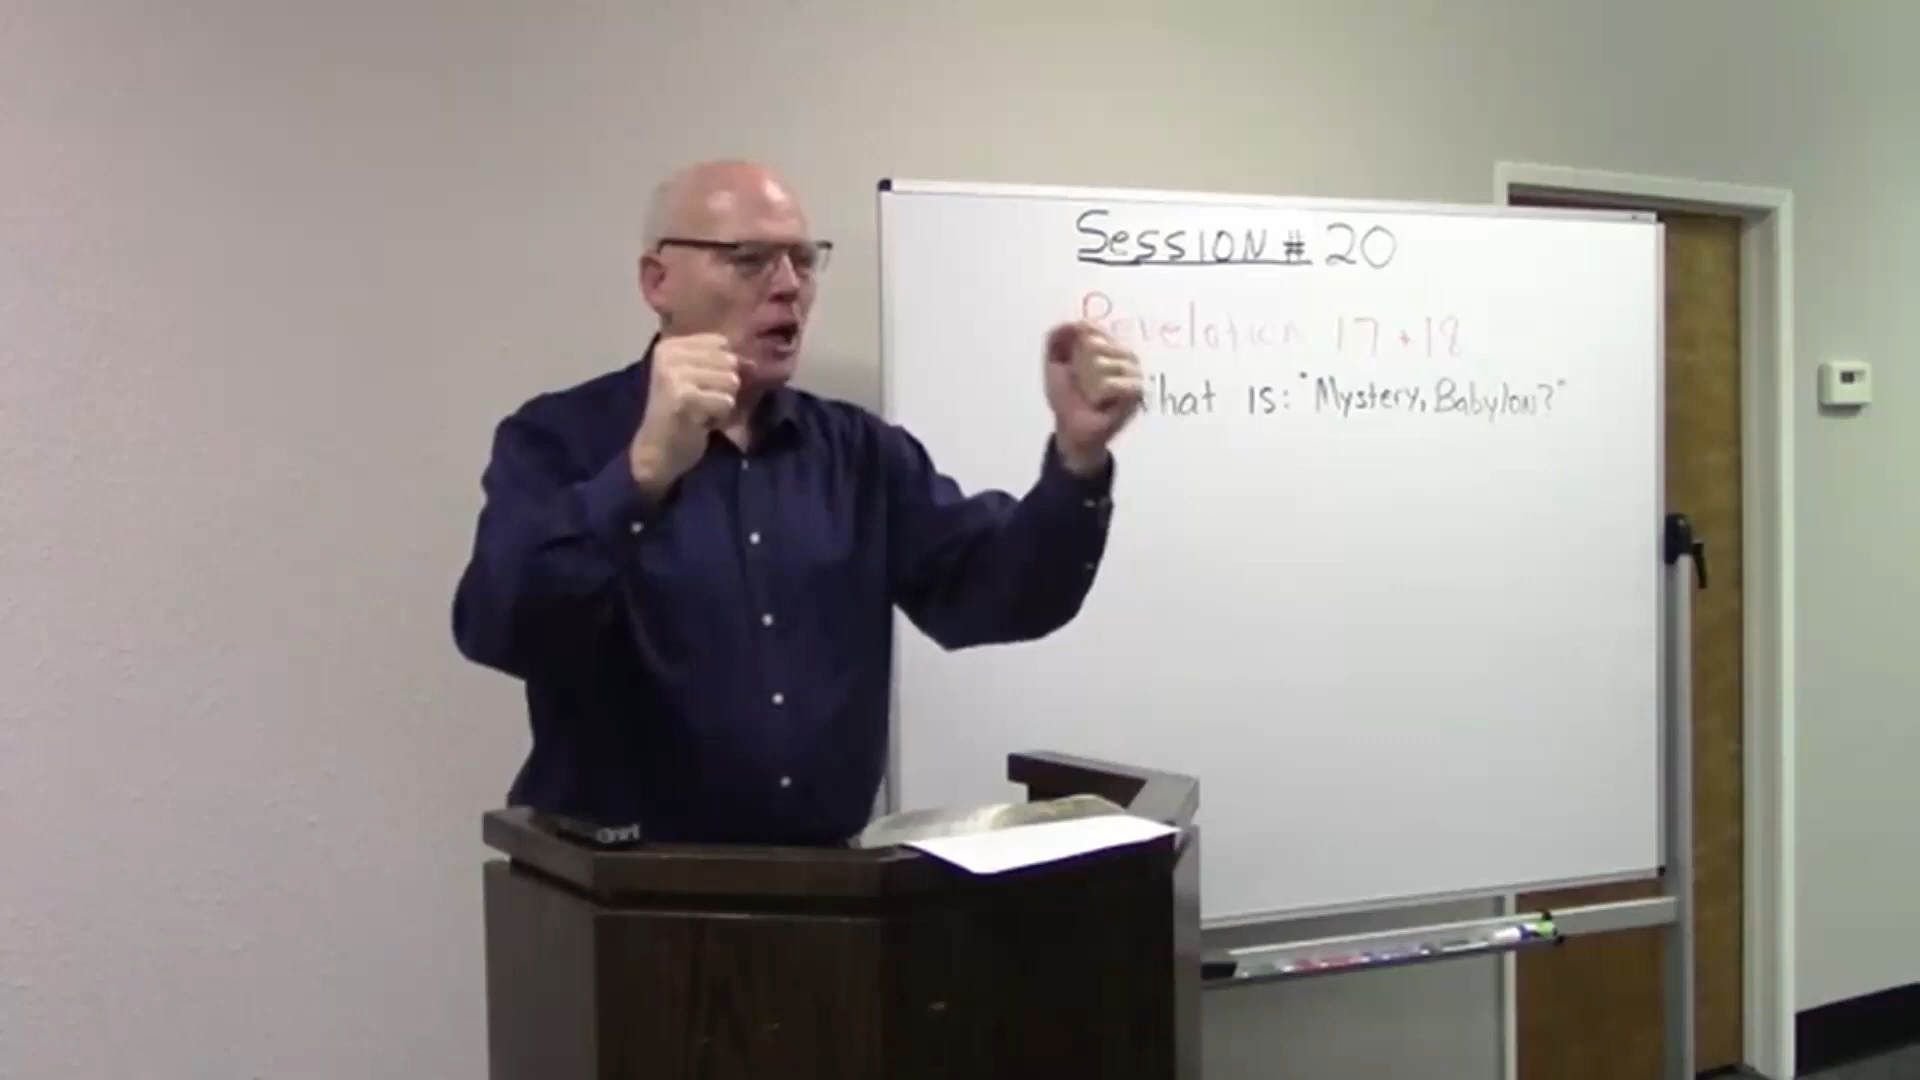 Session # 20
Revelation 17 + 18
What is: "Mystery, Babylon?"